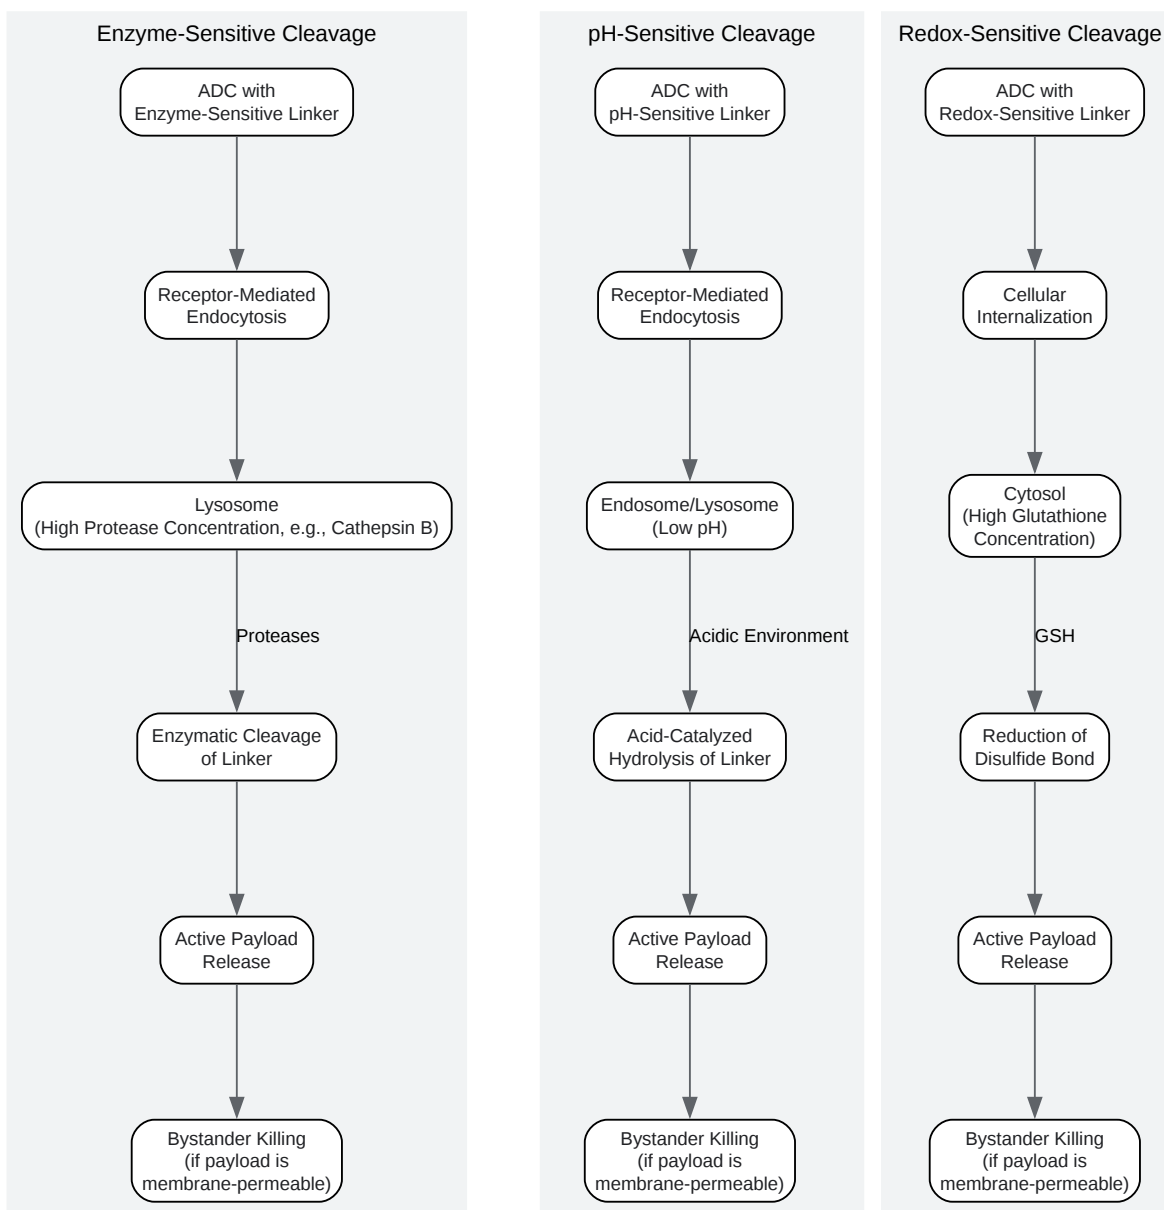 Enzyme-Sensitive Cleavage
ADC with
Enzyme-Sensitive Linker
Receptor-Mediated
Endocytosis
Lysosome
(High Protease Concentration, e.g., Cathepsin B)
Proteases
Enzymatic Cleavage
of Linker
Active Payload
Release
Bystander Killing
(if payload is
membrane-permeable)
pH-Sensitive Cleavage
ADC with
pH-Sensitive Linker
Receptor-Mediated
Endocytosis
Endosome/Lysosome
(Low pH)
Acidic Environment
Acid-Catalyzed
Hydrolysis of Linker
Active Payload
Release
Bystander Killing
(if payload is
membrane-permeable)
Redox-Sensitive Cleavage
ADC with
Redox-Sensitive Linker
Cellular
Internalization
Cytosol
(High Glutathione
Concentration)
GSH
Reduction of
Disulfide Bond
Active Payload
Release
Bystander Killing
(if payload is
membrane-permeable)